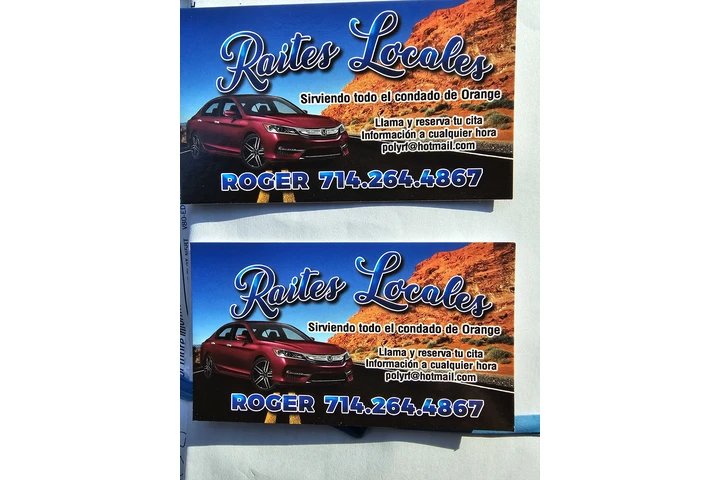 Raites Locales
Sirviendo todo el condado de Orange
Llama y reserva tu cita
Información a cualquier hora
polyrf@hotmail.com
ROGER 714.264.4867
Raites Locales
Sirviendo todo el condado de Orange
Llama y reserva tu cita
Información a cualquier hora
polyrf@hotmail.com
ROGER 714.264.4867